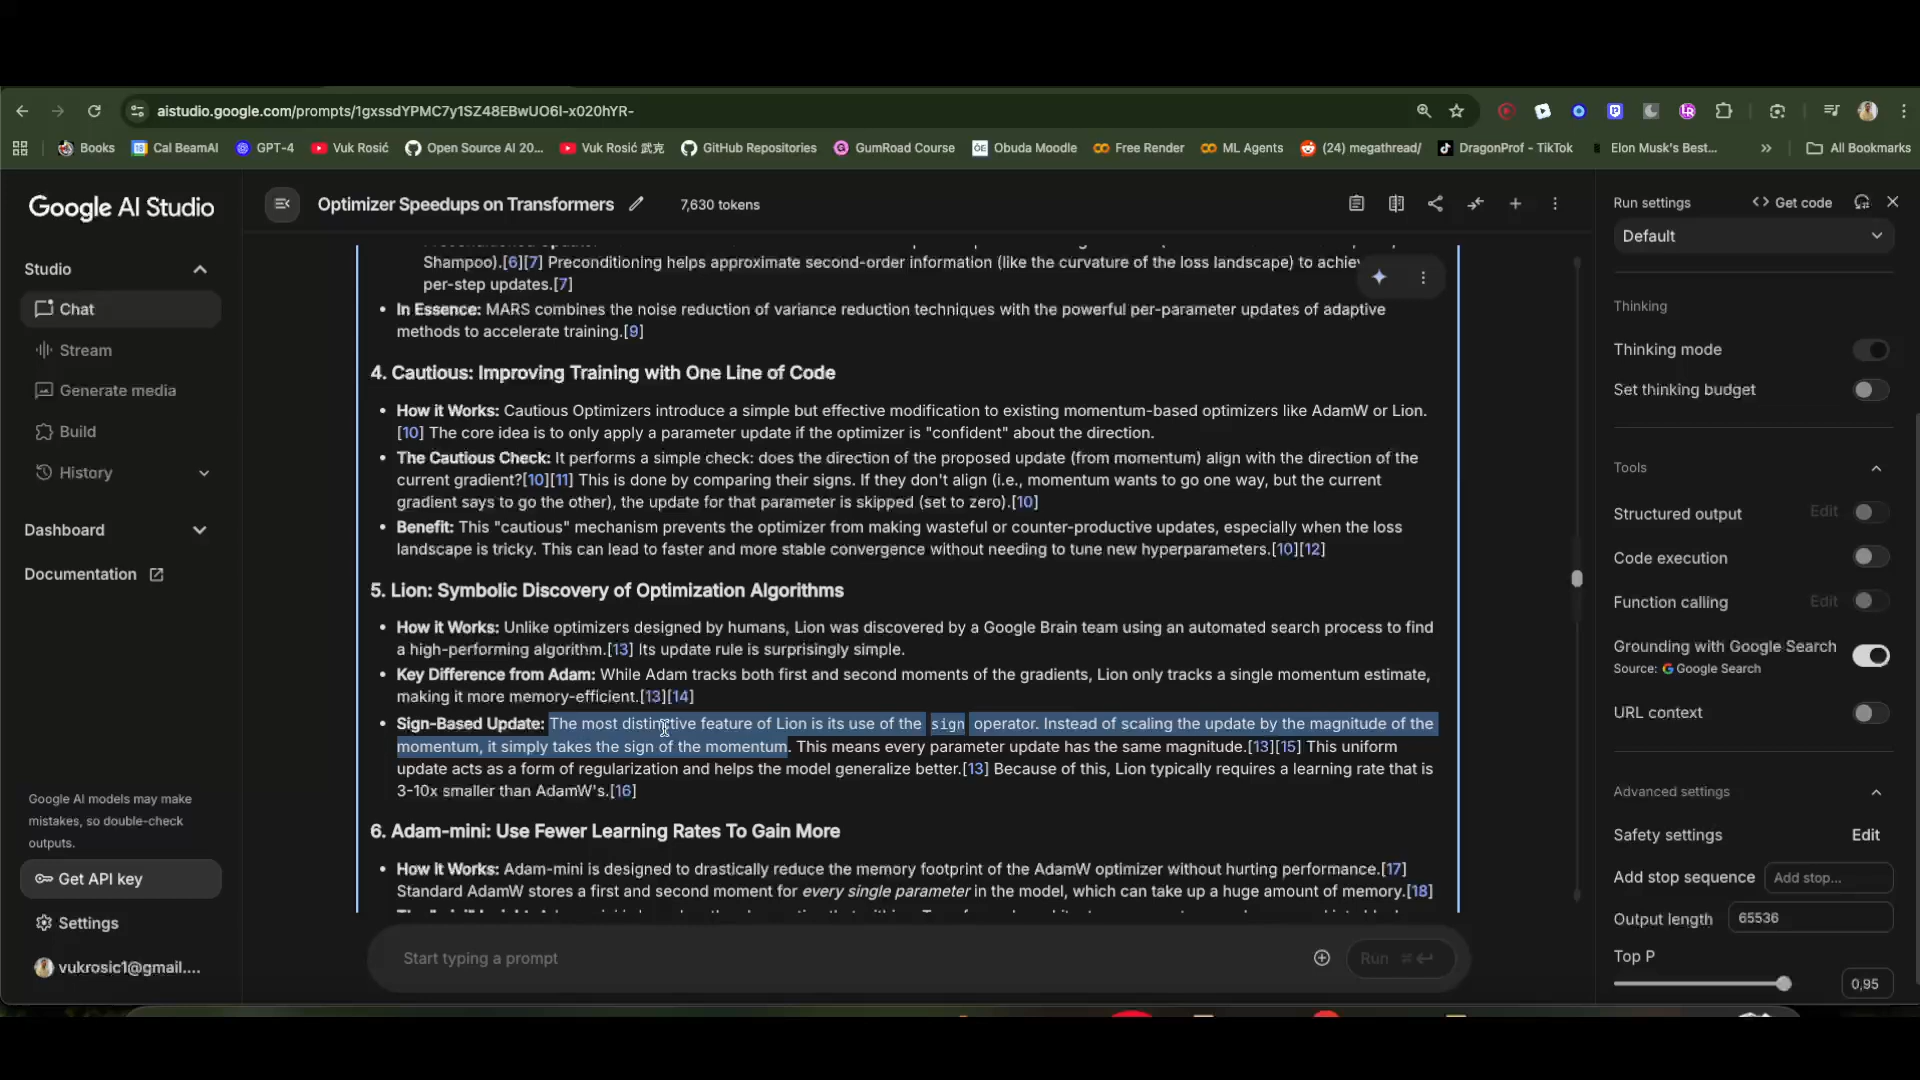 aistudio.google.com/prompts/1gxssdYPMC7y1SZ48EBwUO6l-x020hYR-
Books
Cal BeamAI
GPT-4
Vuk Rosić
Open Source AI 20...
Vuk Rosić 武克
GitHub Repositories
GumRoad Course
Obuda Moodle
Free Render
ML Agents
(24) megathread/
DragonProf - TikTok
Elon Musk's Best...
All Bookmarks
Google AI Studio
Studio
Chat
Stream
Generate media
Build
History
Dashboard
Documentation
Google AI models may make
mistakes, so double-check
outputs.
Get API key
Settings
vukrosic1@gmail....
Optimizer Speedups on Transformers
7,630 tokens
Shampoo).[6][7] Preconditioning helps approximate second-order information (like the curvature of the loss landscape) to achiev
per-step updates.[7]
• In Essence: MARS combines the noise reduction of variance reduction techniques with the powerful per-parameter updates of adaptive
methods to accelerate training.[9]
4. Cautious: Improving Training with One Line of Code
• How it Works: Cautious Optimizers introduce a simple but effective modification to existing momentum-based optimizers like AdamW or Lion.
[10] The core idea is to only apply a parameter update if the optimizer is "confident" about the direction.
• The Cautious Check: It performs a simple check: does the direction of the proposed update (from momentum) align with the direction of the
current gradient?[10][11] This is done by comparing their signs. If they don't align (i.e., momentum wants to go one way, but the current
gradient says to go the other), the update for that parameter is skipped (set to zero).[10]
• Benefit: This "cautious" mechanism prevents the optimizer from making wasteful or counter-productive updates, especially when the loss
landscape is tricky. This can lead to faster and more stable convergence without needing to tune new hyperparameters.[10][12]
5. Lion: Symbolic Discovery of Optimization Algorithms
• How it Works: Unlike optimizers designed by humans, Lion was discovered by a Google Brain team using an automated search process to find
a high-performing algorithm.[13] Its update rule is surprisingly simple.
• Key Difference from Adam: While Adam tracks both first and second moments of the gradients, Lion only tracks a single momentum estimate,
making it more memory-efficient.[13][14]
• Sign-Based Update: The most distinctive feature of Lion is its use of the sign operator. Instead of scaling the update by the magnitude of the
momentum, it simply takes the sign of the momentum. This means every parameter update has the same magnitude.[13][15] This uniform
update acts as a form of regularization and helps the model generalize better.[13] Because of this, Lion typically requires a learning rate that is
3-10x smaller than AdamW's.[16]
6. Adam-mini: Use Fewer Learning Rates To Gain More
• How it Works: Adam-mini is designed to drastically reduce the memory footprint of the AdamW optimizer without hurting performance.[17]
Standard AdamW stores a first and second moment for every single parameter in the model, which can take up a huge amount of memory.[18]
Start typing a prompt
Run
Run settings
Get code
Default
Thinking
Thinking mode
Set thinking budget
Tools
Structured output
Edit
Code execution
Function calling
Edit
Grounding with Google Search
Source: Google Search
URL context
Advanced settings
Safety settings
Edit
Add stop sequence
Add stop...
Output length
65536
Top P
0,95